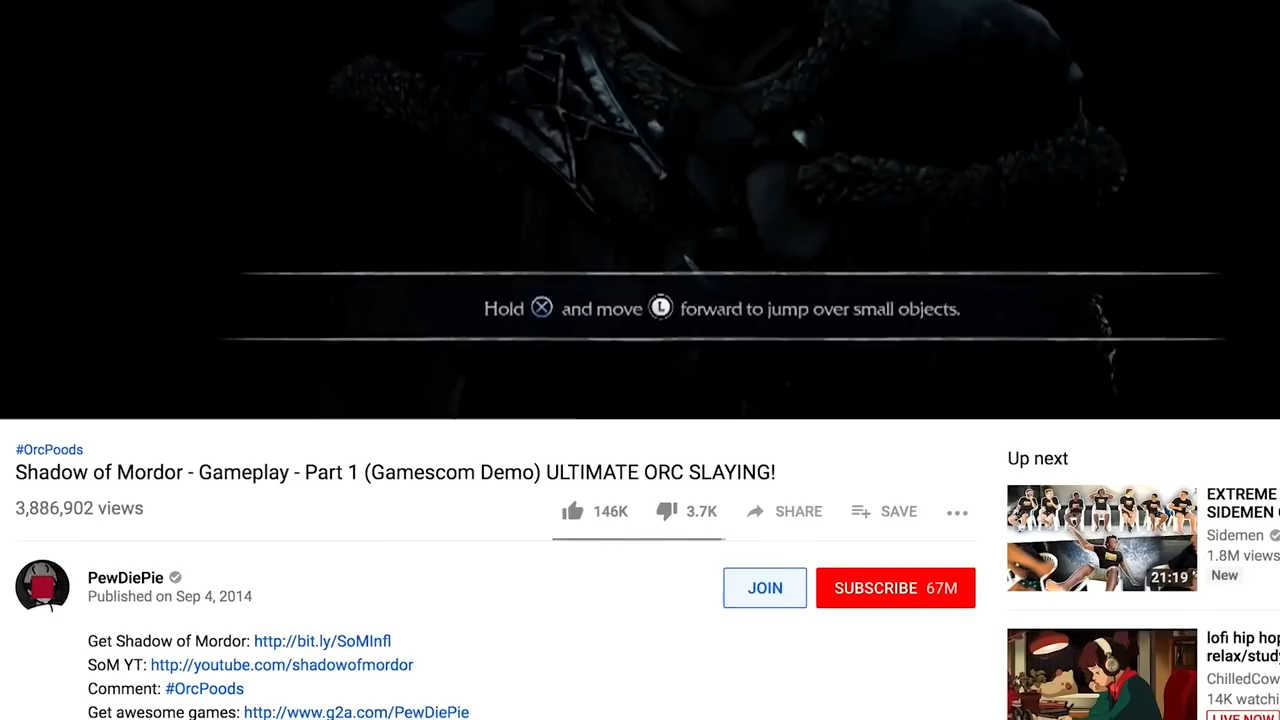 Hold ⓧ and move L forward to jump over small objects.
#OrcPoods
Shadow of Mordor - Gameplay - Part 1 (Gamescom Demo) ULTIMATE ORC SLAYING!
3,886,902 views
146K
3.7K
SHARE
SAVE
PewDiePie
Published on Sep 4, 2014
JOIN
SUBSCRIBE 67M
Get Shadow of Mordor: http://bit.ly/SoMInfl
SoM YT: http://youtube.com/shadowofmordor
Comment: #OrcPoods
Get awesome games: http://www.g2a.com/PewDiePie
Up next
21:19
EXTREME
SIDEMEN
Sidemen
1.8M views
New
lofi hip hop
relax/study
ChilledCow
14K watchi
LIVE NOW